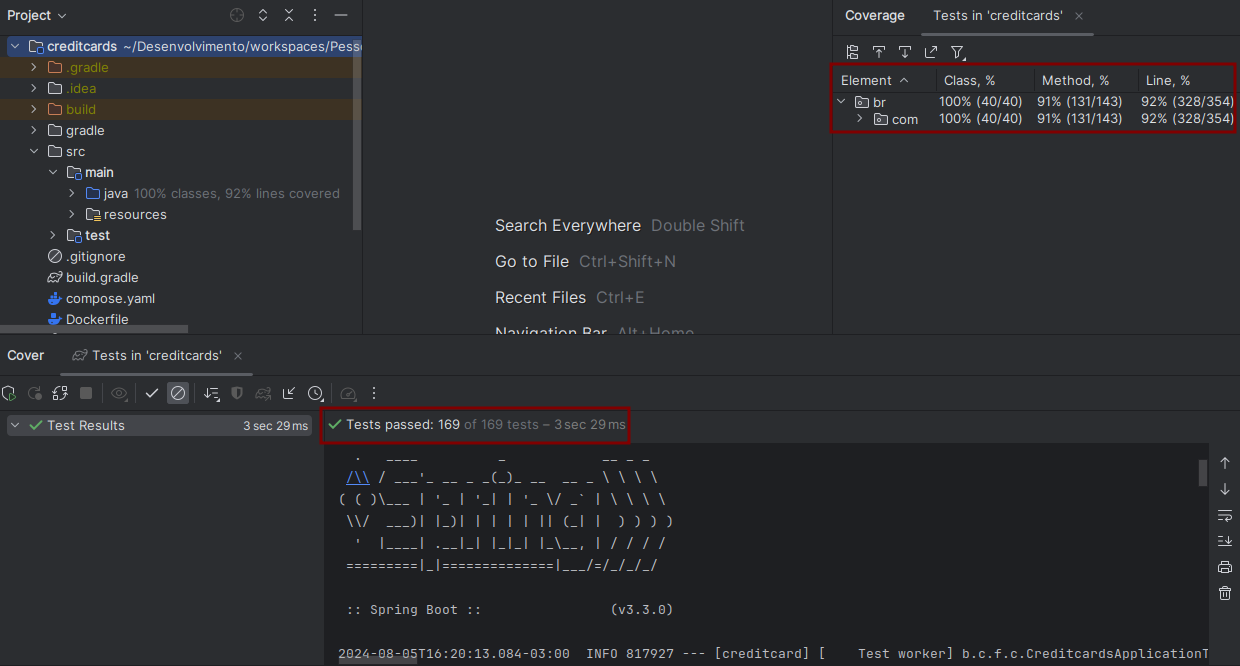 Project
creditcards ~/Desenvolvimento/workspaces/Pess
.gradle
.idea
build
gradle
src
main
java 100% classes, 92% lines covered
resources
test
.gitignore
build.gradle
compose.yaml
Dockerfile
Search Everywhere Double Shift
Go to File Ctrl+Shift+N
Recent Files Ctrl+E
Navigation Bar Alt+Home
Coverage Tests in 'creditcards'
Element Class, % Method, % Line, %
br 100% (40/40) 91% (131/143) 92% (328/354)
com 100% (40/40) 91% (131/143) 92% (328/354)
Cover Tests in 'creditcards'
Test Results 3 sec 29 ms
Tests passed: 169 of 169 tests – 3 sec 29 ms
  .   ____          _            __ _ _
 /\\ / ___'_ __ _ _(_)_ __  __ _ \ \ \ \
( ( )\___ | '_ | '_| | '_ \/ _` | \ \ \ \
 \\/  ___)| |_)| | | | | || (_| |  ) ) ) )
  '  |____| .__|_| |_|_| |_\__, | / / / /
 =========|_|==============|___/=/_/_/_/
:: Spring Boot :: (v3.3.0)
2024-08-05T16:20:13.084-03:00 INFO 817927 --- [creditcard] [ Test worker] b.c.f.c.CreditcardsApplicationT